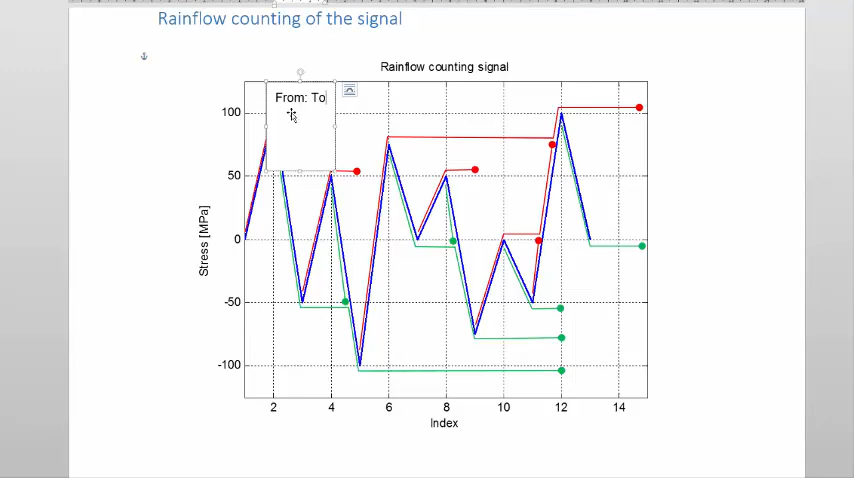 Rainflow counting of the signal
Rainflow counting signal
From: To
100
50
0
-50
-100
Stress [MPa]
2 4 6 8 10 12 14
Index